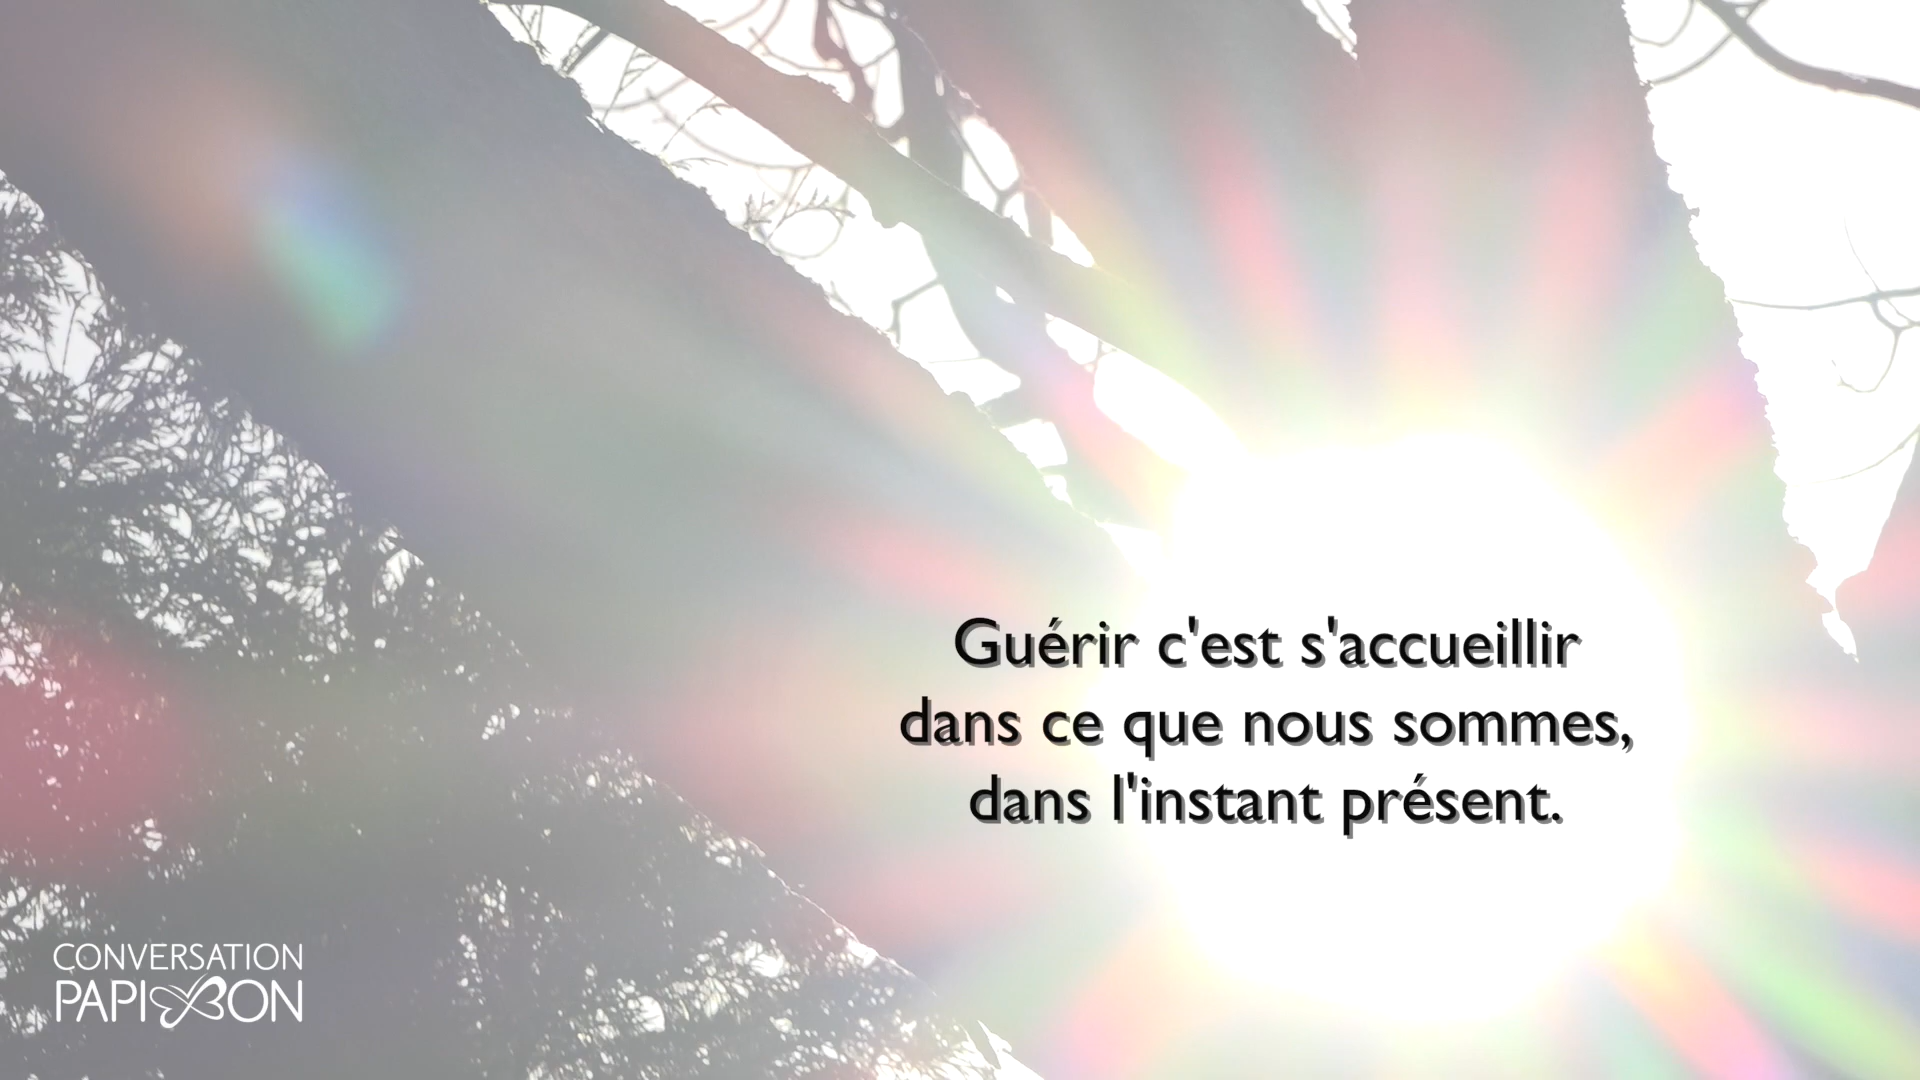 Guérir c'est s'accueillir
dans ce que nous sommes,
dans l'instant présent.
CONVERSATION
PAPILLON